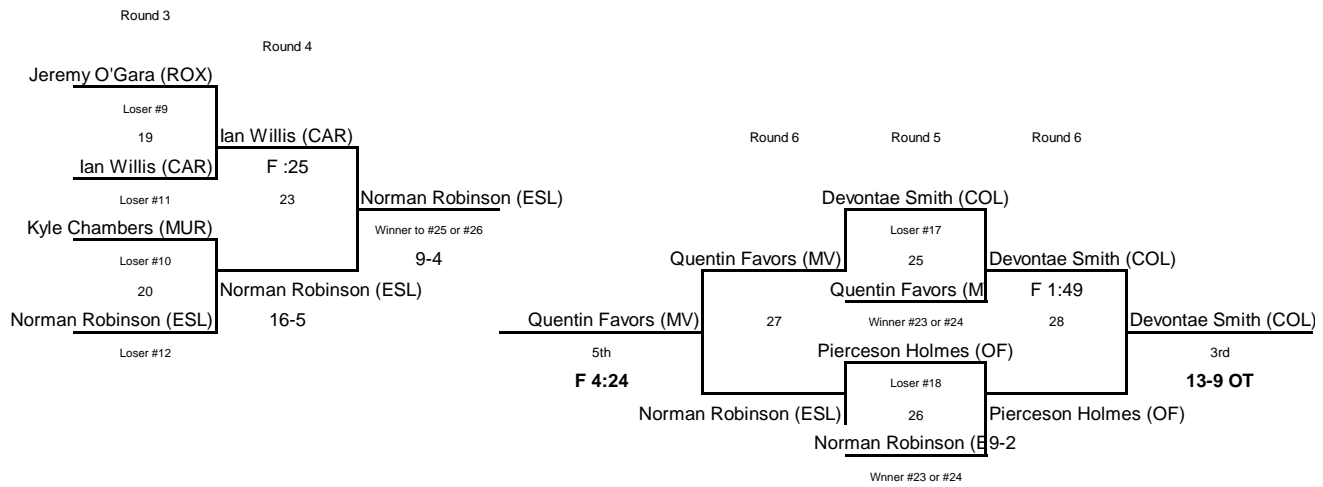 Round 3
Round 4
Jeremy O'Gara (ROX)
Loser #9
19
Ian Willis (CAR)
Ian Willis (CAR)
F :25
Loser #11
23
Norman Robinson (ESL)
Kyle Chambers (MUR)
Winner to #25 or #26
Loser #10
9-4
20
Norman Robinson (ESL)
Norman Robinson (ESL)
16-5
Loser #12
Round 6
Round 5
Round 6
Devontae Smith (COL)
Loser #17
Quentin Favors (MV)
25
Devontae Smith (COL)
Quentin Favors (M
F 1:49
Quentin Favors (MV)
27
Winner #23 or #24
28
Devontae Smith (COL)
5th
Pierceson Holmes (OF)
3rd
F 4:24
Loser #18
13-9 OT
Norman Robinson (ESL)
26
Pierceson Holmes (OF)
Norman Robinson (E
9-2
Wnner #23 or #24